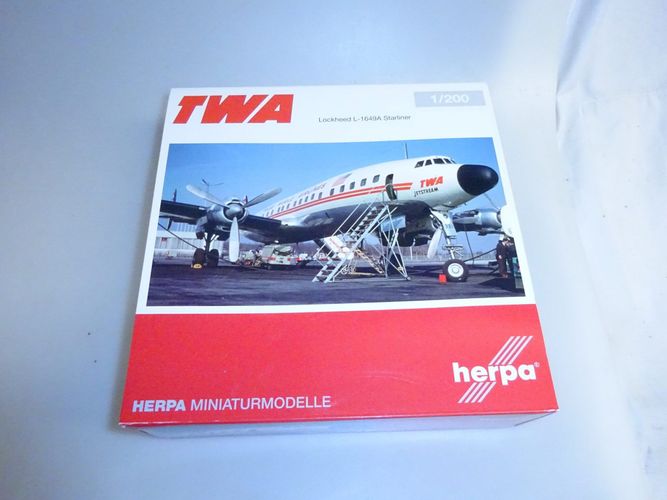 TWA
1/200
Lockheed L-1649A Starliner
TWA
JETSTREAM
herpa®
HERPA MINIATURMODELLE